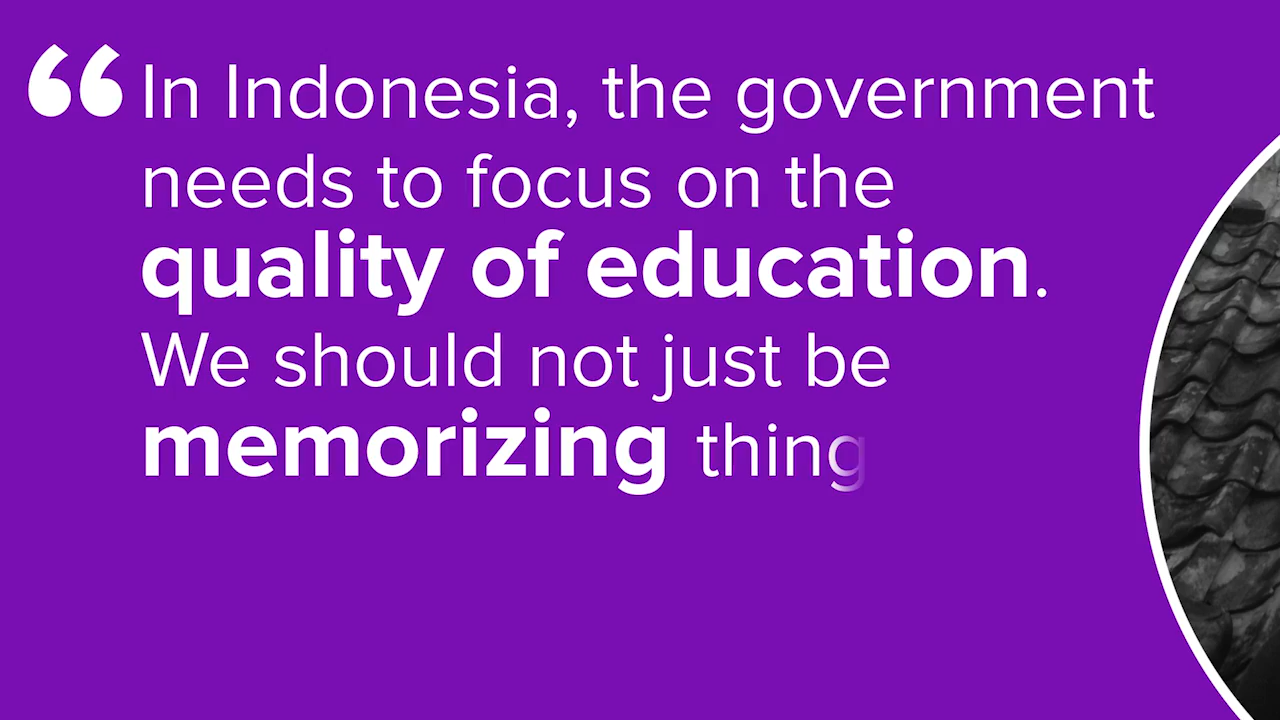 “In Indonesia, the government
needs to focus on the
quality of education.
We should not just be
memorizing thing